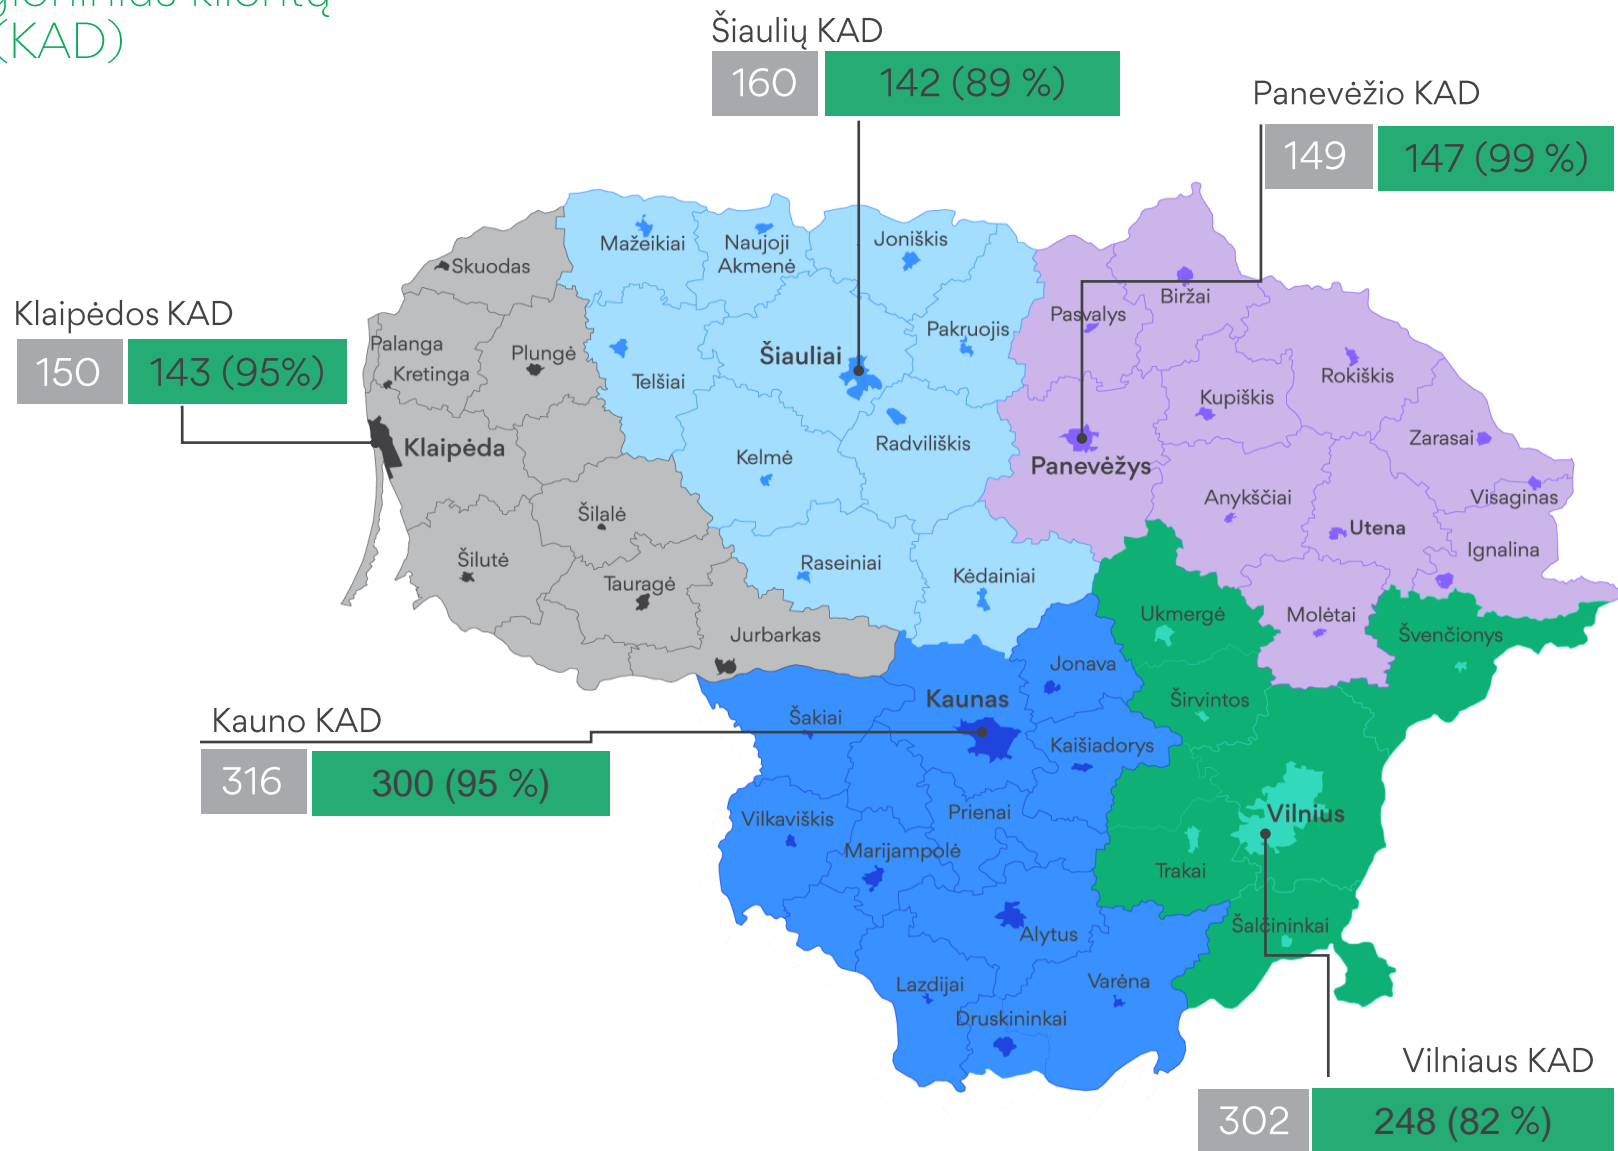 (KAD)
Šiaulių KAD
160
142 (89 %)
Panevėžio KAD
149
147 (99 %)
Klaipėdos KAD
150
143 (95%)
Skuodas
Mažeikiai
Naujoji
Akmenė
Joniškis
Biržai
Pasvalys
Pakruojis
Palanga
Kretinga
Plungė
Telšiai
Šiauliai
Rokiškis
Kupiškis
Zarasai
Klaipėda
Kelmė
Radviliškis
Panevėžys
Anykščiai
Visaginas
Utena
Ignalina
Šilalė
Šilutė
Tauragė
Raseiniai
Kėdainiai
Jurbarkas
Ukmergė
Molėtai
Švenčionys
Jonava
Širvintos
Kaunas
Kauno KAD
316
300 (95 %)
Šakiai
Kaišiadorys
Vilkaviškis
Prienai
Vilnius
Marijampolė
Trakai
Alytus
Šalčininkai
Lazdijai
Varėna
Druskininkai
Vilniaus KAD
302
248 (82 %)